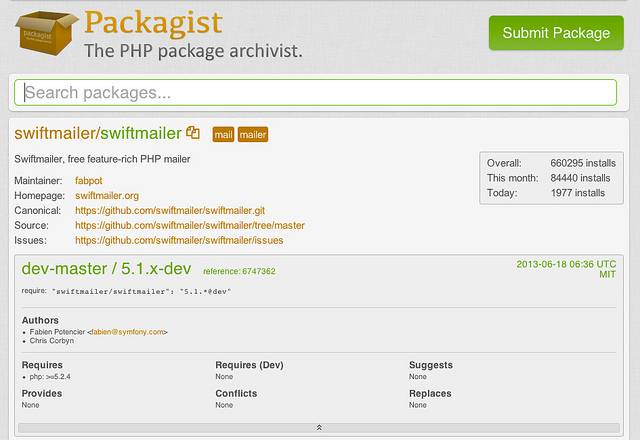 packagist
Packagist
The PHP package archivist.
Submit Package
Search packages...
swiftmailer/swiftmailer mail mailer
Swiftmailer, free feature-rich PHP mailer
Maintainer: fabpot
Homepage: swiftmailer.org
Canonical: https://github.com/swiftmailer/swiftmailer.git
Source: https://github.com/swiftmailer/swiftmailer/tree/master
Issues: https://github.com/swiftmailer/swiftmailer/issues
Overall: 660295 installs
This month: 84440 installs
Today: 1977 installs
dev-master / 5.1.x-dev reference: 6747362
2013-06-18 06:36 UTC
MIT
require: "swiftmailer/swiftmailer": "5.1.*@dev"
Authors
• Fabien Potencier <fabien@symfony.com>
• Chris Corbyn
Requires Requires (Dev) Suggests
• php: >=5.2.4 None None
Provides Conflicts Replaces
None None None